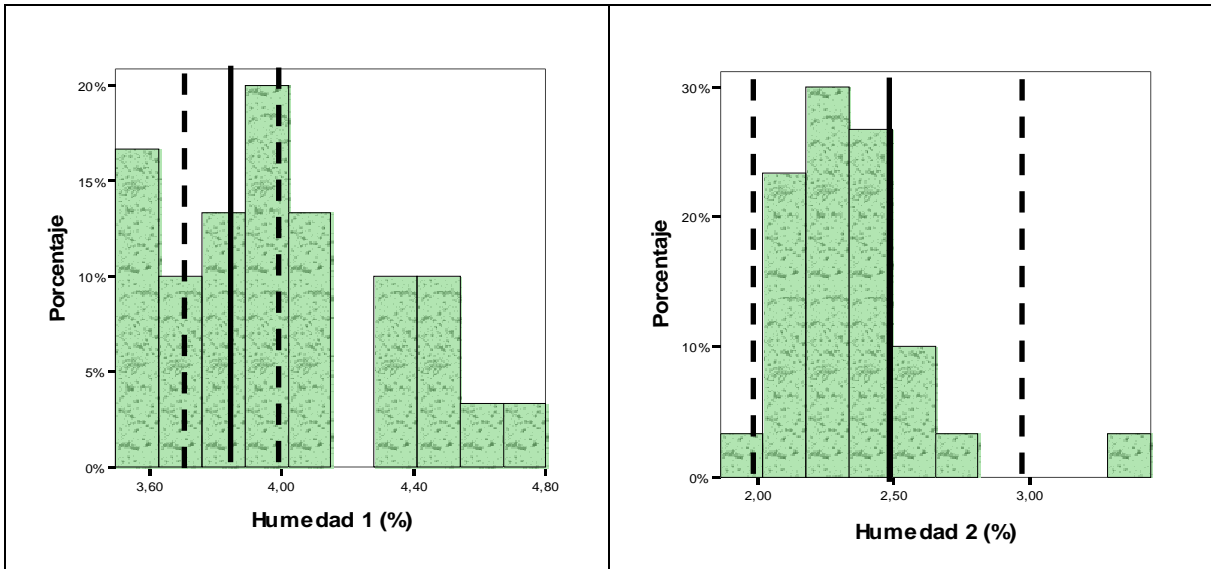 20%
15%
10%
5%
0%
Porcentaje
3,60 4,00 4,40 4,80
Humedad 1 (%)
30%
20%
10%
0%
Porcentaje
2,00 2,50 3,00
Humedad 2 (%)